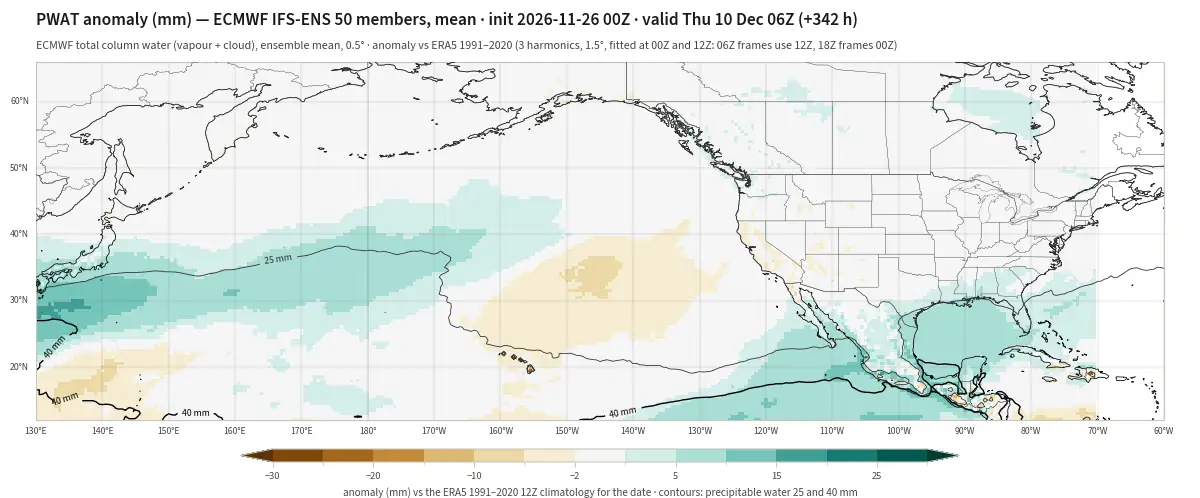 PWAT anomaly (mm) — ECMWF IFS-ENS 50 members, mean · init 2026-11-26 00Z · valid Thu 10 Dec 06Z (+342 h)
ECMWF total column water (vapour + cloud), ensemble mean, 0.5° · anomaly vs ERA5 1991–2020 (3 harmonics, 1.5°, fitted at 00Z and 12Z: 06Z frames use 12Z, 18Z frames 00Z)
60°N
50°N
40°N
25 mm
30°N
40 mm
20°N
40 mm
40 mm
40 mm
130°E 140°E 150°E 160°E 170°E 180° 170°W 160°W 150°W 140°W 130°W 120°W 110°W 100°W 90°W 80°W 70°W 60°W
−30 −20 −10 −2 5 15 25
anomaly (mm) vs the ERA5 1991–2020 12Z climatology for the date · contours: precipitable water 25 and 40 mm